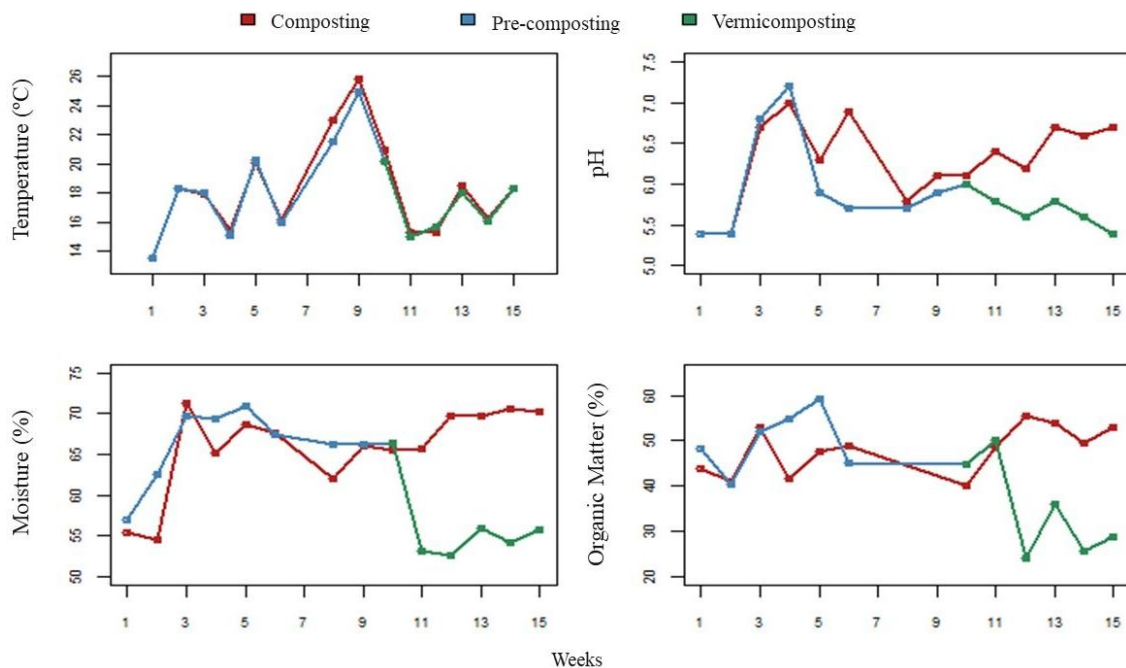 Composting Pre-composting Vermicomposting
Temperature (ºC)
26
24
22
20
18
16
14
1 3 5 7 9 11 13 15
pH
7.5
7.0
6.5
6.0
5.5
5.0
1 3 5 7 9 11 13 15
Moisture (%)
75
70
65
60
55
50
1 3 5 7 9 11 13 15
Organic Matter (%)
60
50
40
30
20
1 3 5 7 9 11 13 15
Weeks